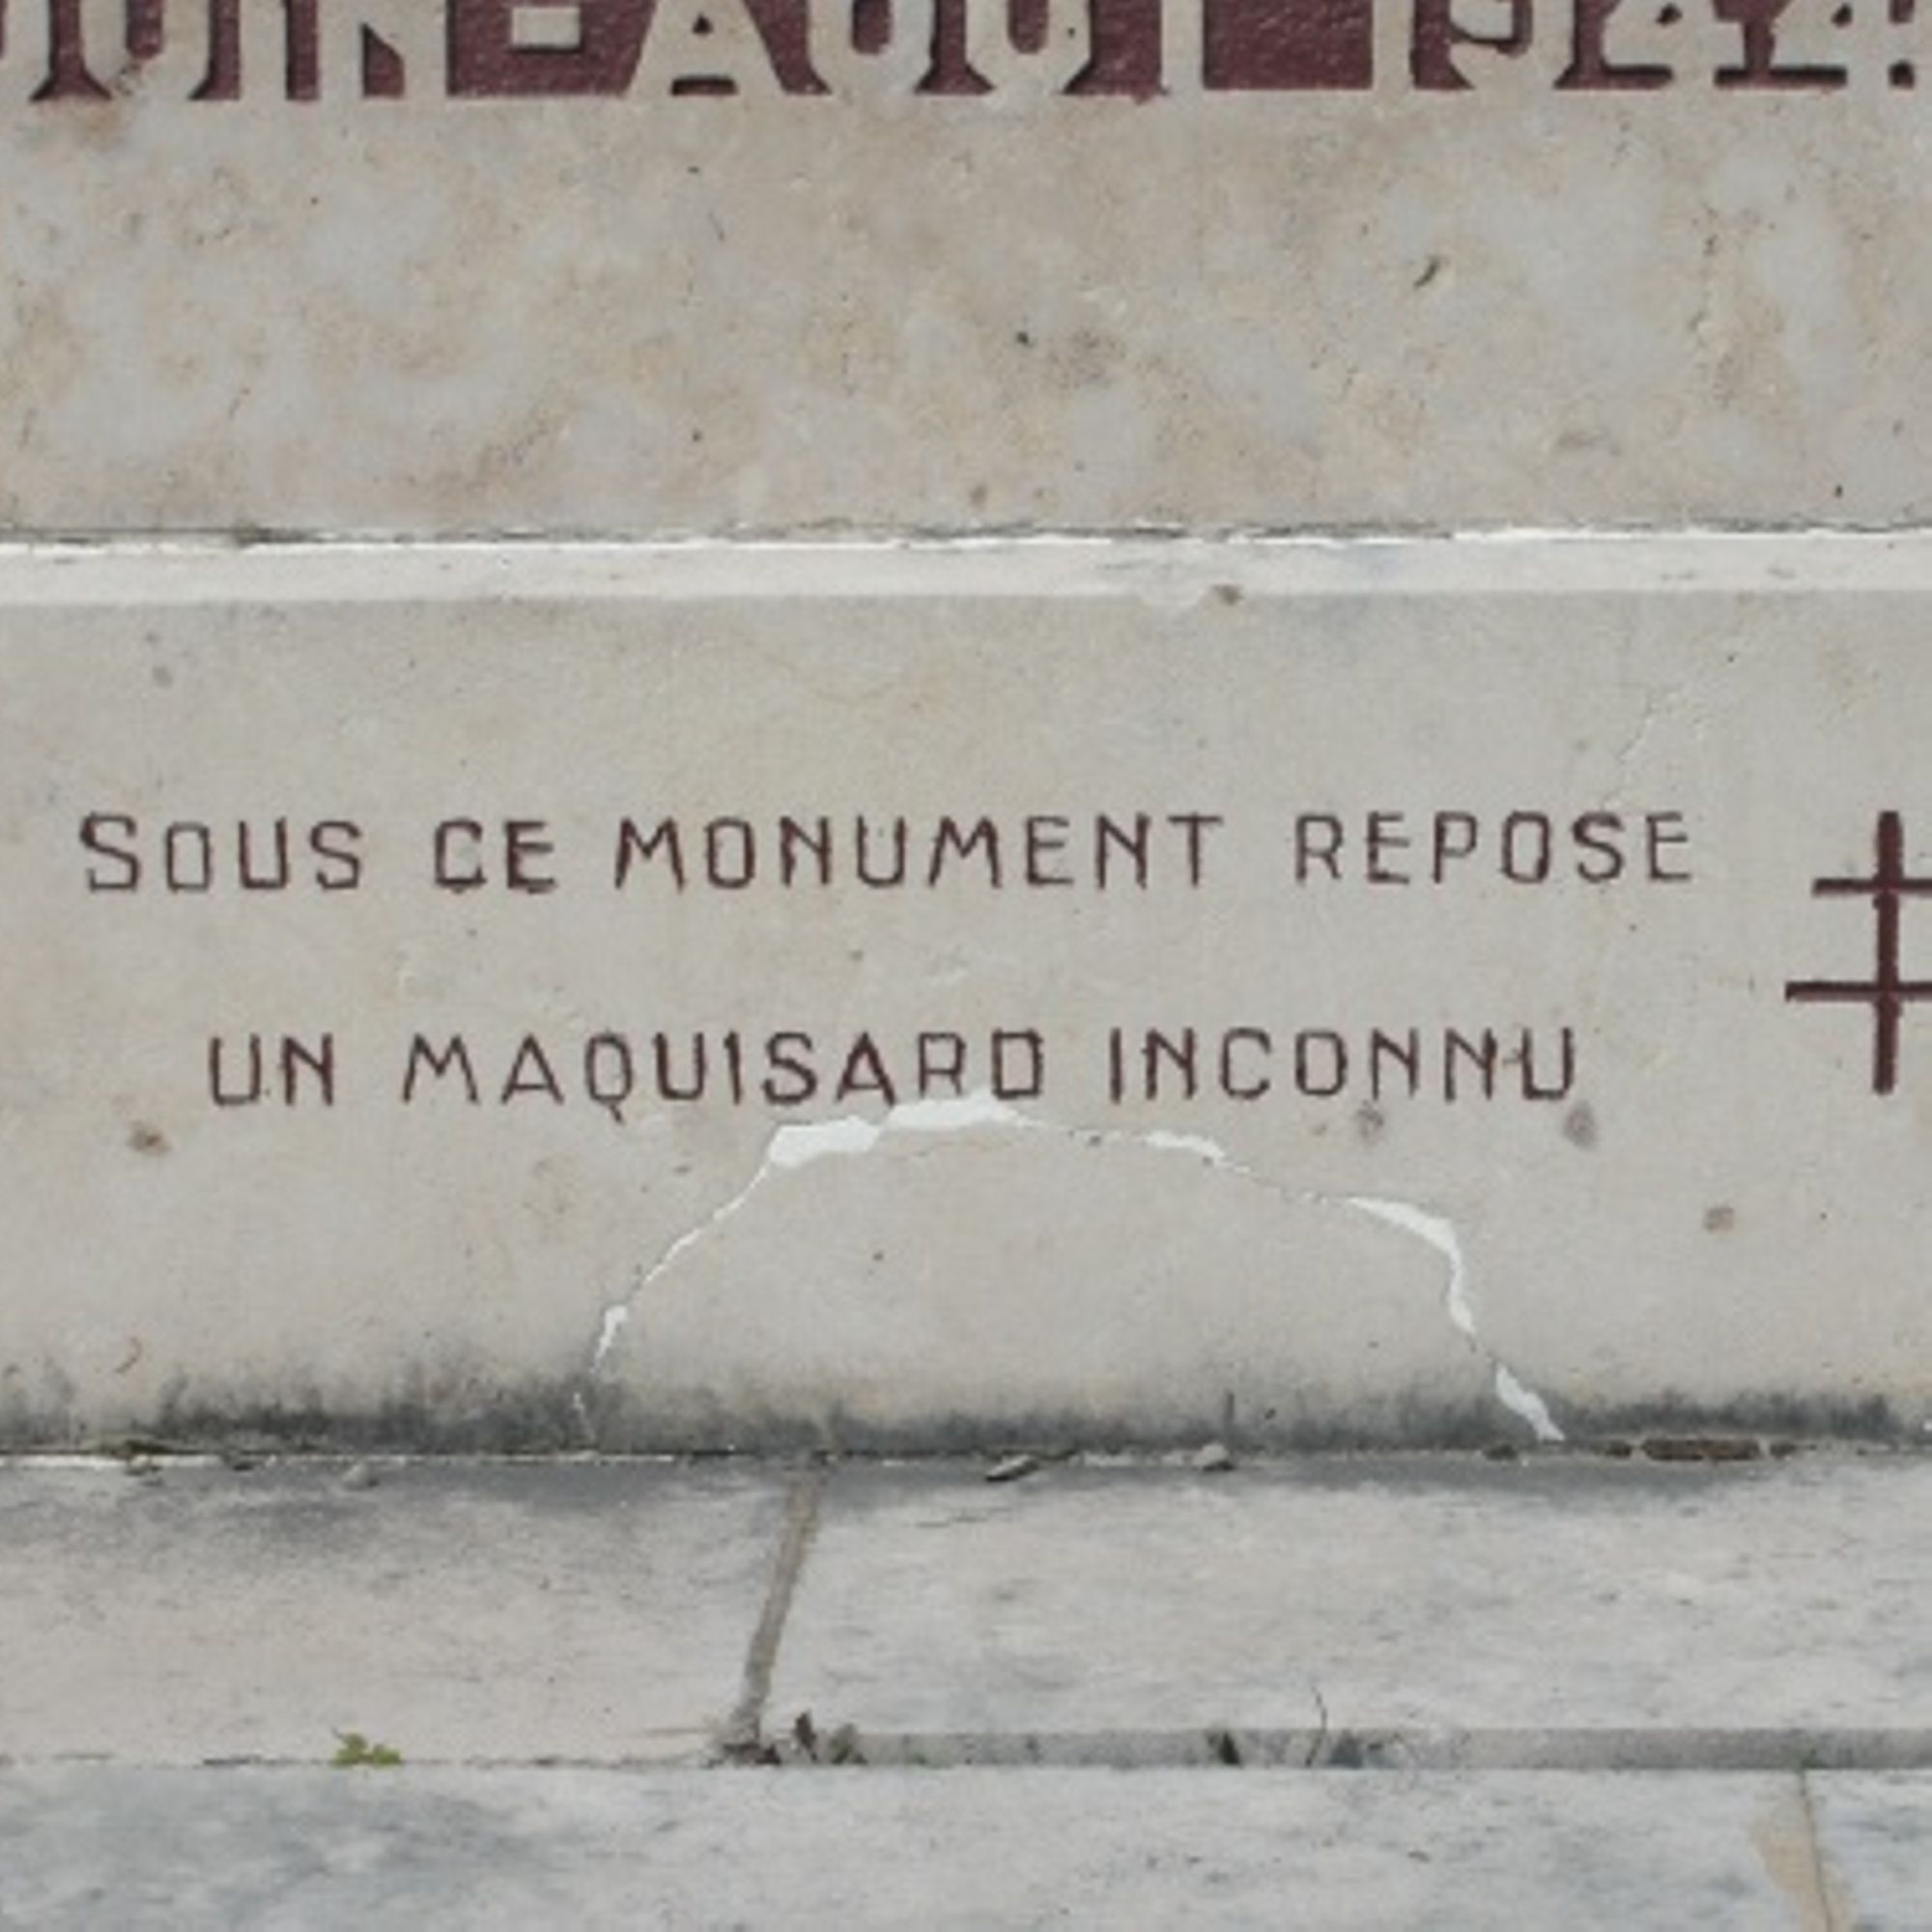 SOUS CE MONUMENT REPOSE
UN MAQUISARD INCONNU